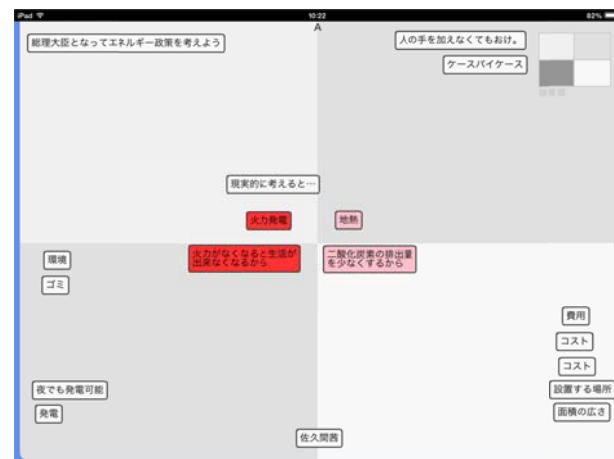 iPad
10:22
82%
A
総理大臣となってエネルギー政策を考えよう
人の手を加えなくてもおけ。
ケースバイケース
現実的に考えると…
火力発電
地熱
火力がなくなると生活が
出来なくなるから
二酸化炭素の排出量
を少なくするから
環境
ゴミ
費用
コスト
コスト
夜でも発電可能
設置する場所
発電
面積の広さ
佐久間茜